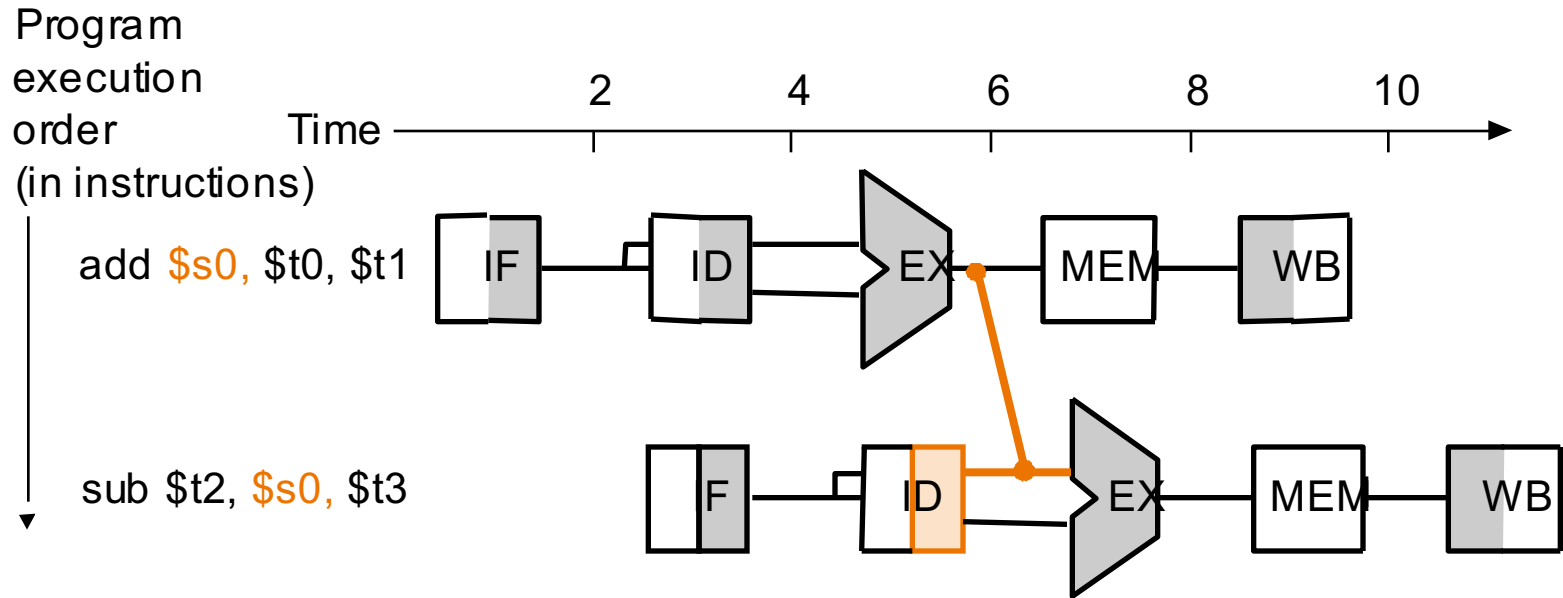 Program
execution
order
(in instructions)
Time
2 4 6 8 10
add $s0, $t0, $t1 IF ID EX MEM WB
sub $t2, $s0, $t3 IF ID EX MEM WB